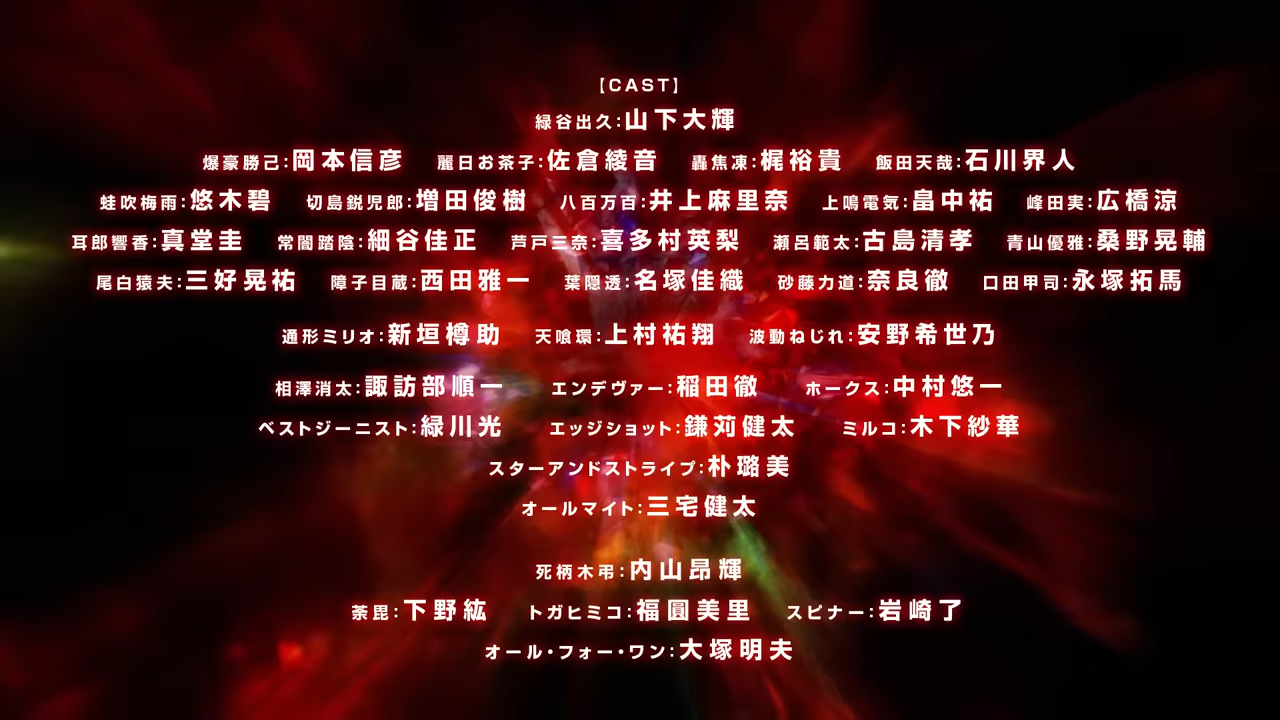 【CAST】
緑谷出久:山下大輝
爆豪勝己:岡本信彦 麗日お茶子:佐倉綾音 轟焦凍:梶裕貴 飯田天哉:石川界人
蛙吹梅雨:悠木碧 切島鋭児郎:増田俊樹 八百万百:井上麻里奈 上鳴電気:畠中祐 峰田実:広橋涼
耳郎響香:真堂圭 常闇踏陰:細谷佳正 芦戸三奈:喜多村英梨 瀬呂範太:古島清孝 青山優雅:桑野晃輔
尾白猿夫:三好晃祐 障子目蔵:西田雅一 葉隠透:名塚佳織 砂藤力道:奈良徹 口田甲司:永塚拓馬
通形ミリオ:新垣樽助 天喰環:上村祐翔 波動ねじれ:安野希世乃
相澤消太:諏訪部順一 エンデヴァー:稲田徹 ホークス:中村悠一
ベストジーニスト:緑川光 エッジショット:鎌苅健太 ミルコ:木下紗華
スターアンドストライプ:朴璐美
オールマイト:三宅健太
死柄木弔:内山昂輝
荼毘:下野紘 トガヒミコ:福圓美里 スピナー:岩崎了
オール・フォー・ワン:大塚明夫